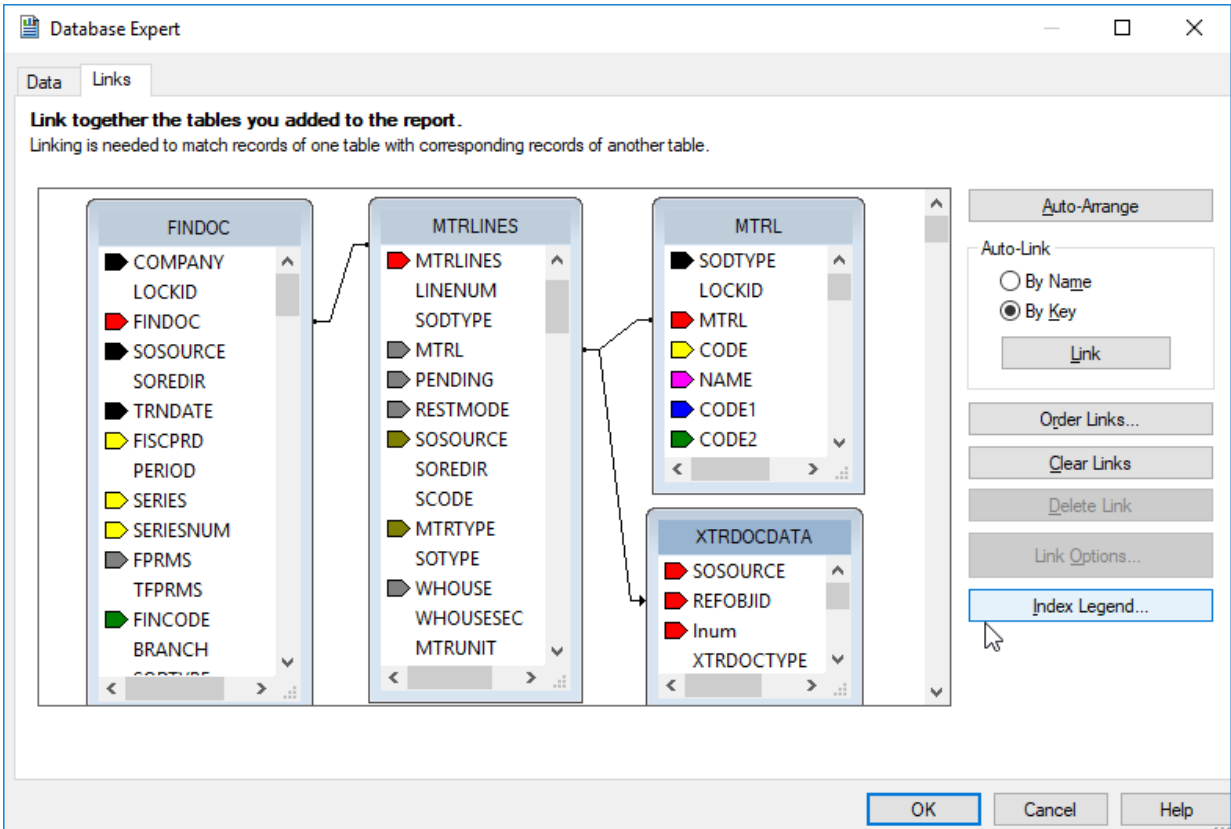 Database Expert
Data
Links
Link together the tables you added to the report.
Linking is needed to match records of one table with corresponding records of another table.
FINDOC
COMPANY
LOCKID
FINDOC
SOSOURCE
SOREDIR
TRNDATE
FISCPRD
PERIOD
SERIES
SERIESNUM
FPRMS
TFPRMS
FINCODE
BRANCH
MTRLINES
MTRLINES
LINENUM
SODTYPE
MTRL
PENDING
RESTMODE
SOSOURCE
SOREDIR
SCODE
MTRTYPE
SOTYPE
WHOUSE
WHOUSESEC
MTRUNIT
MTRL
SODTYPE
LOCKID
MTRL
CODE
NAME
CODE1
CODE2
XTRDOCDATA
SOSOURCE
REFOBJID
lnum
XTRDOCTYPE
Auto-Arrange
Auto-Link
By Name
By Key
Link
Order Links...
Clear Links
Delete Link
Link Options...
Index Legend...
OK
Cancel
Help